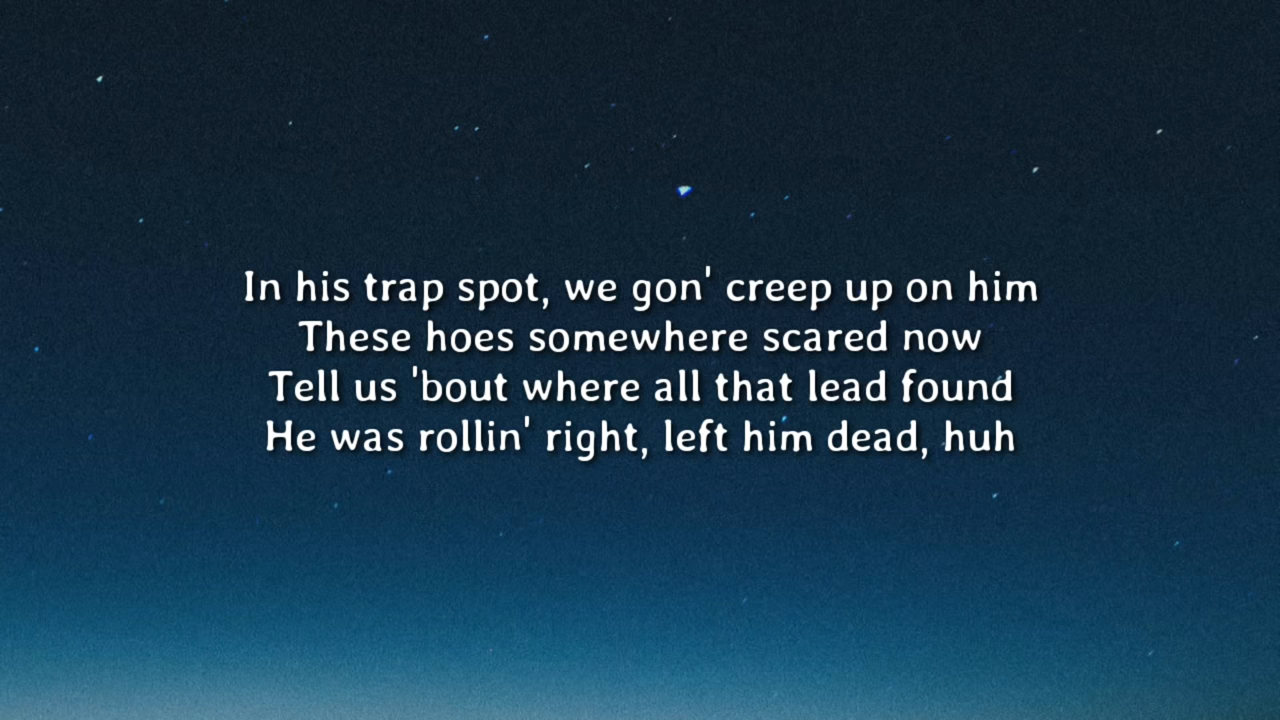 In his trap spot, we gon' creep up on him
These hoes somewhere scared now
Tell us 'bout where all that lead found
He was rollin' right, left him dead, huh